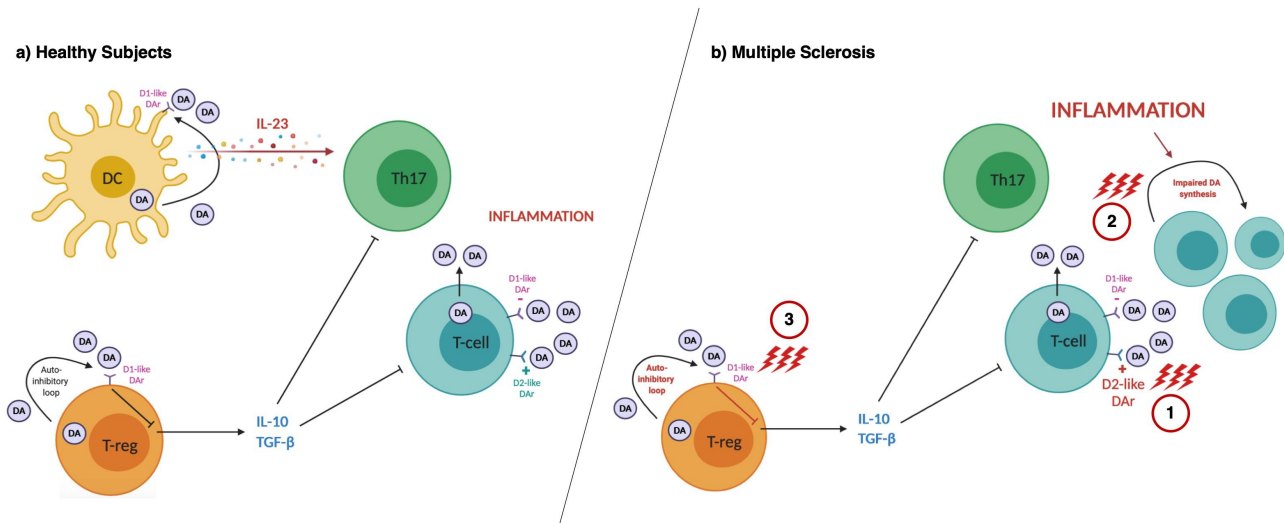 a) Healthy Subjects
D1-like
DAr
DA
DA
IL-23
DC
DA
DA
Th17
INFLAMMATION
DA
DA
D1-like
DAr
-
DA
DA
DA
T-cell
DA
DA
+
D2-like
DAr
DA
DA
Auto-
inhibitory
loop
D1-like
DAr
DA
DA
T-reg
IL-10
TGF-β
b) Multiple Sclerosis
INFLAMMATION
Impaired DA
synthesis
Th17
2
DA
DA
D1-like
DAr
-
DA
DA
DA
T-cell
DA
DA
+
D2-like
DAr
1
3
DA
DA
Auto-
inhibitory
loop
D1-like
DAr
DA
DA
T-reg
IL-10
TGF-β